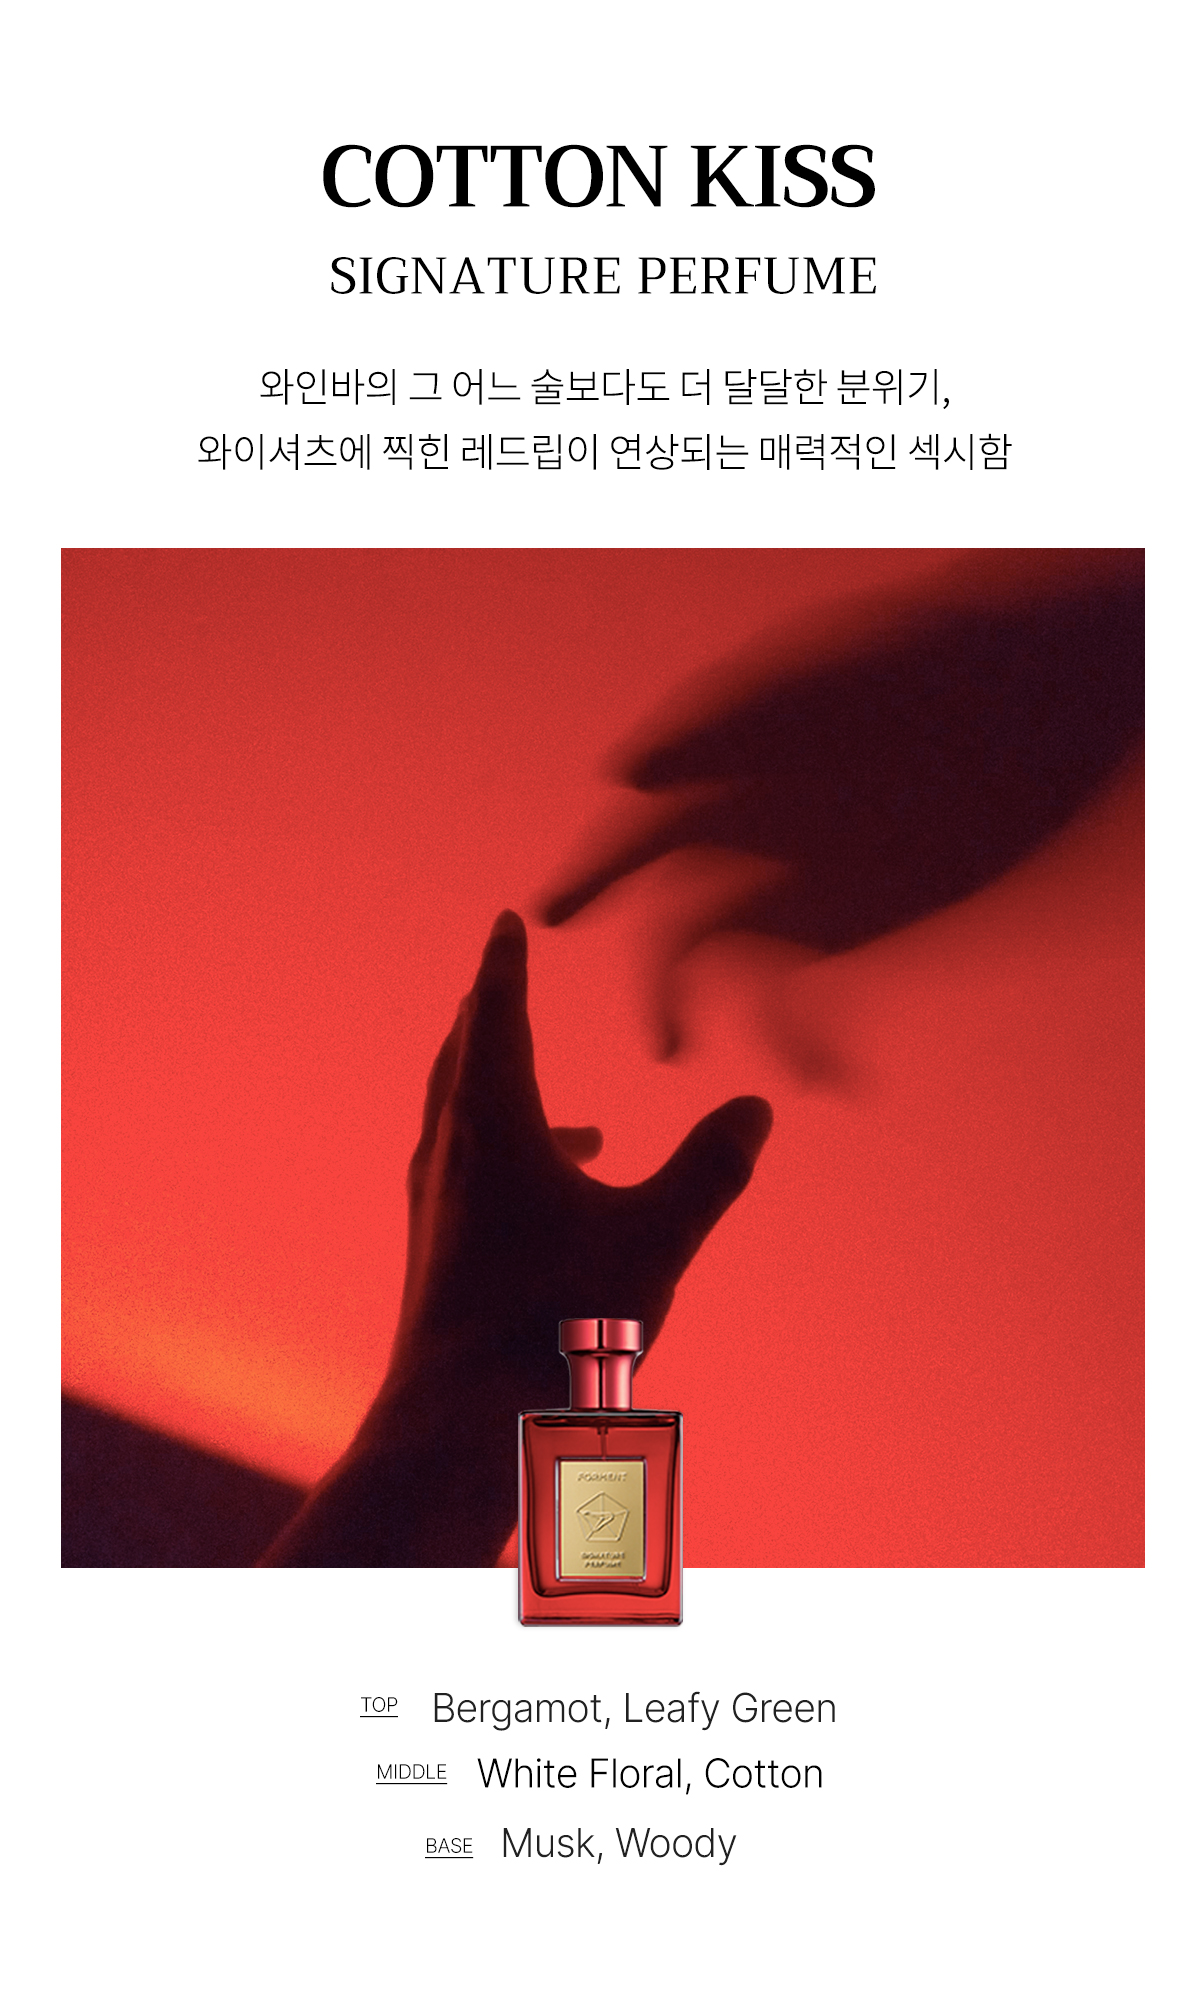 COTTON KISS
SIGNATURE PERFUME
와인바의 그 어느 술보다도 더 달달한 분위기,
와이셔츠에 찍힌 레드립이 연상되는 매력적인 섹시함
FORMENT
SIGNATURE
PERFUME
TOP Bergamot, Leafy Green
MIDDLE White Floral, Cotton
BASE Musk, Woody